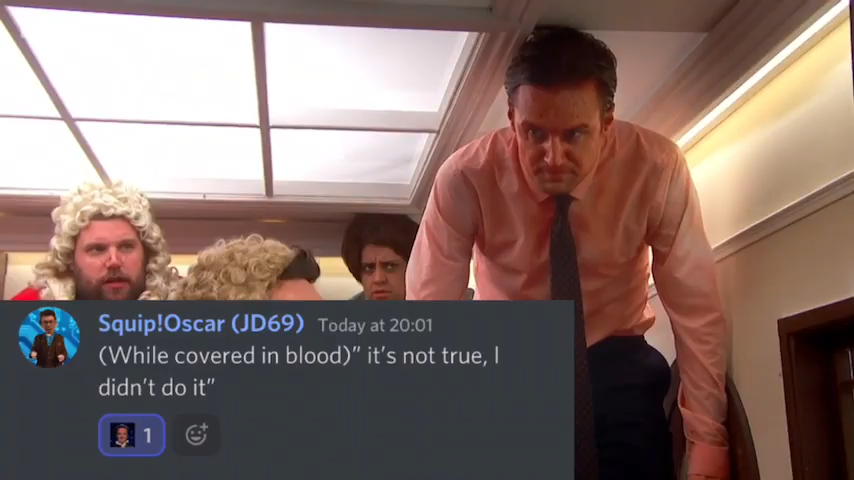 Squip!Oscar (JD69) Today at 20:01
(While covered in blood)” it’s not true, I
didn’t do it”
1